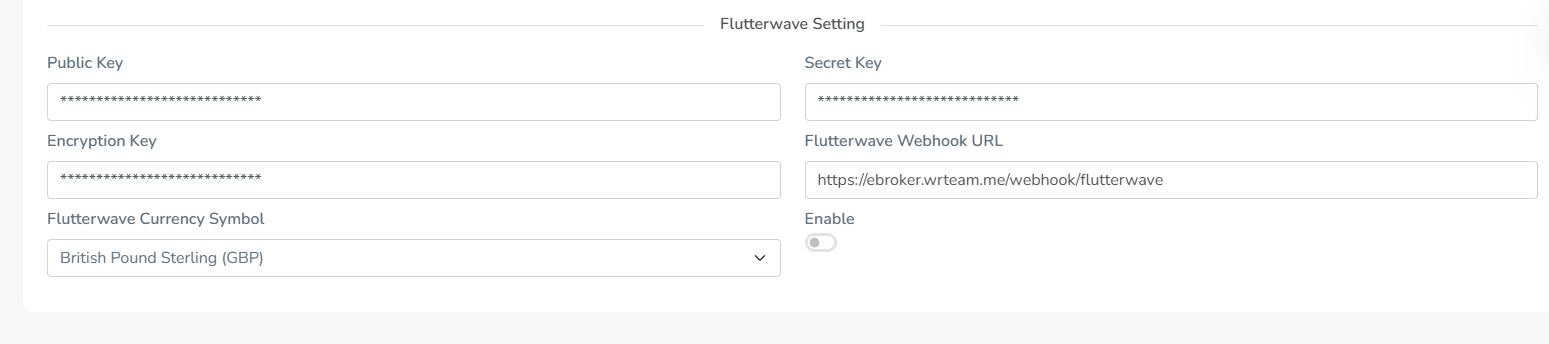 Flutterwave Setting
Public Key
****************************
Secret Key
****************************
Encryption Key
****************************
Flutterwave Webhook URL
https://ebroker.wrteam.me/webhook/flutterwave
Flutterwave Currency Symbol
British Pound Sterling (GBP)
Enable